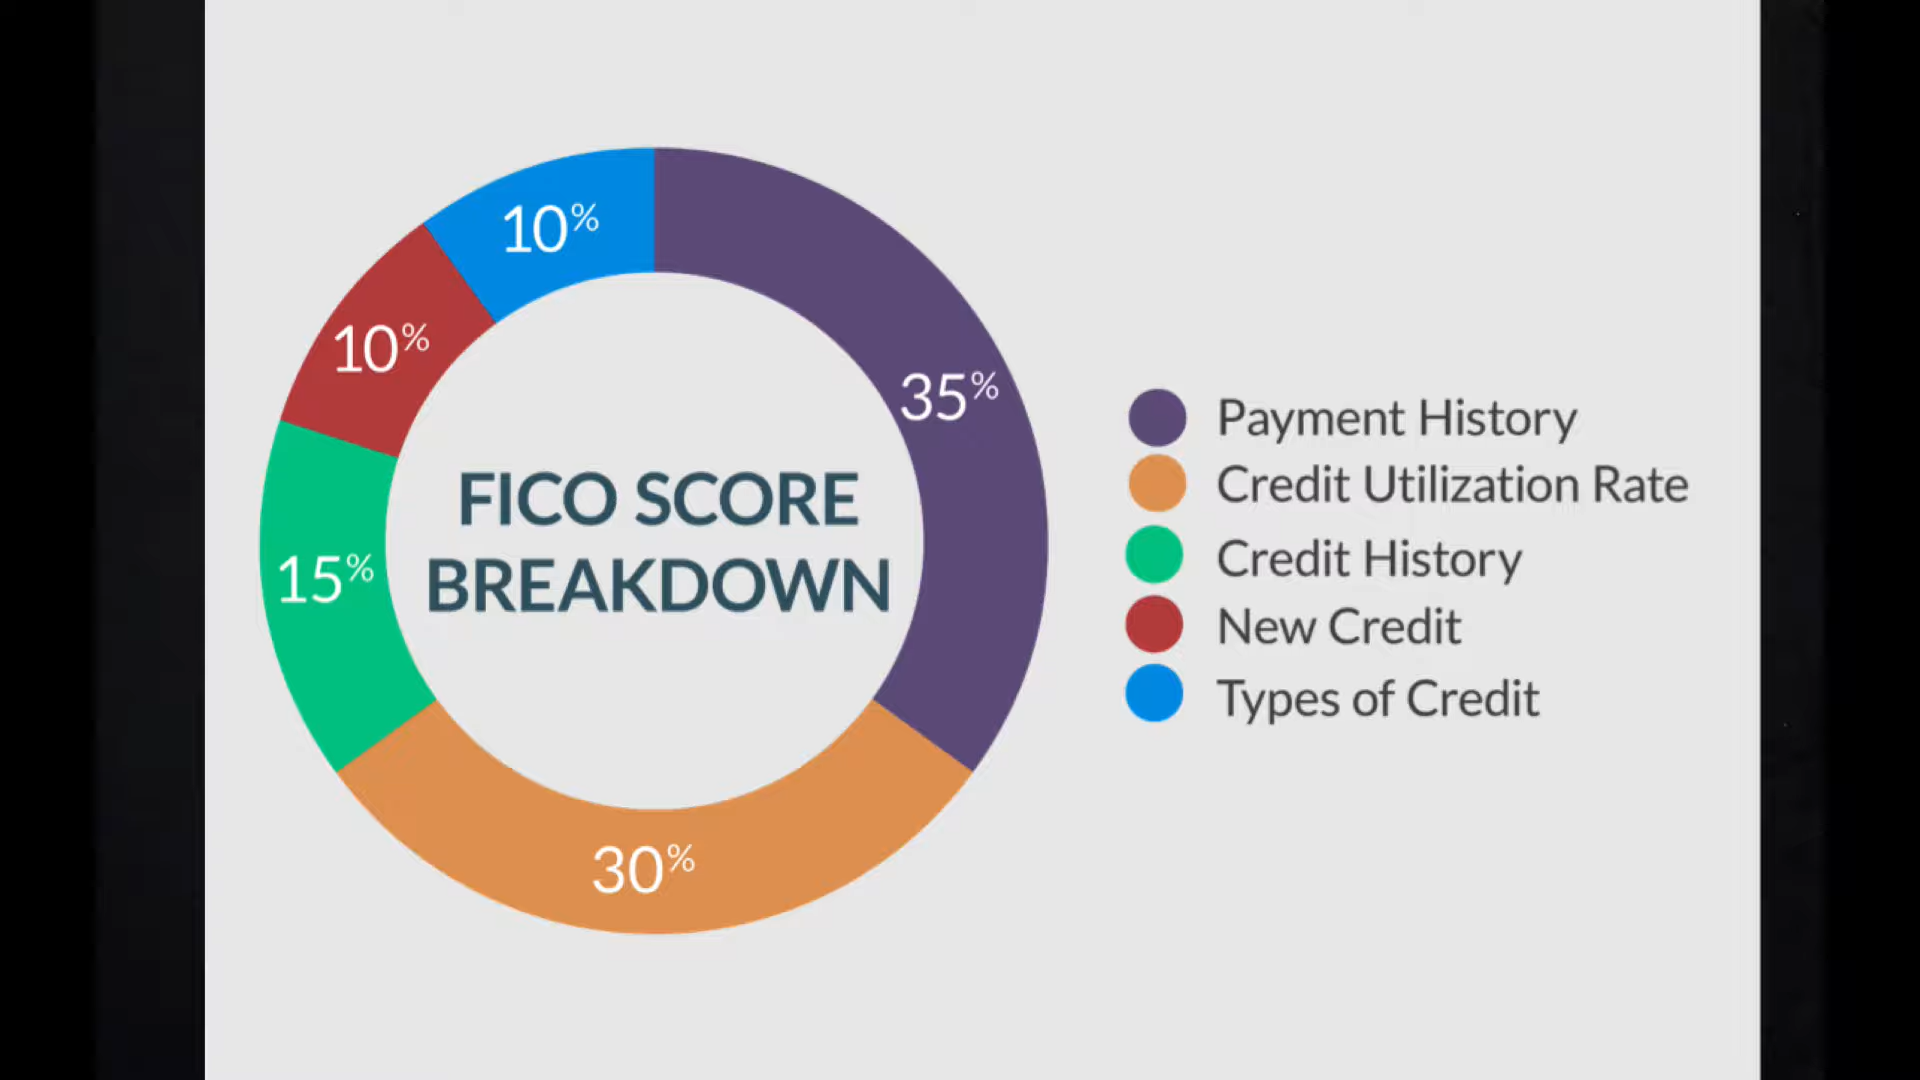 10%
10%
35%
15%
30%
FICO SCORE
BREAKDOWN
Payment History
Credit Utilization Rate
Credit History
New Credit
Types of Credit